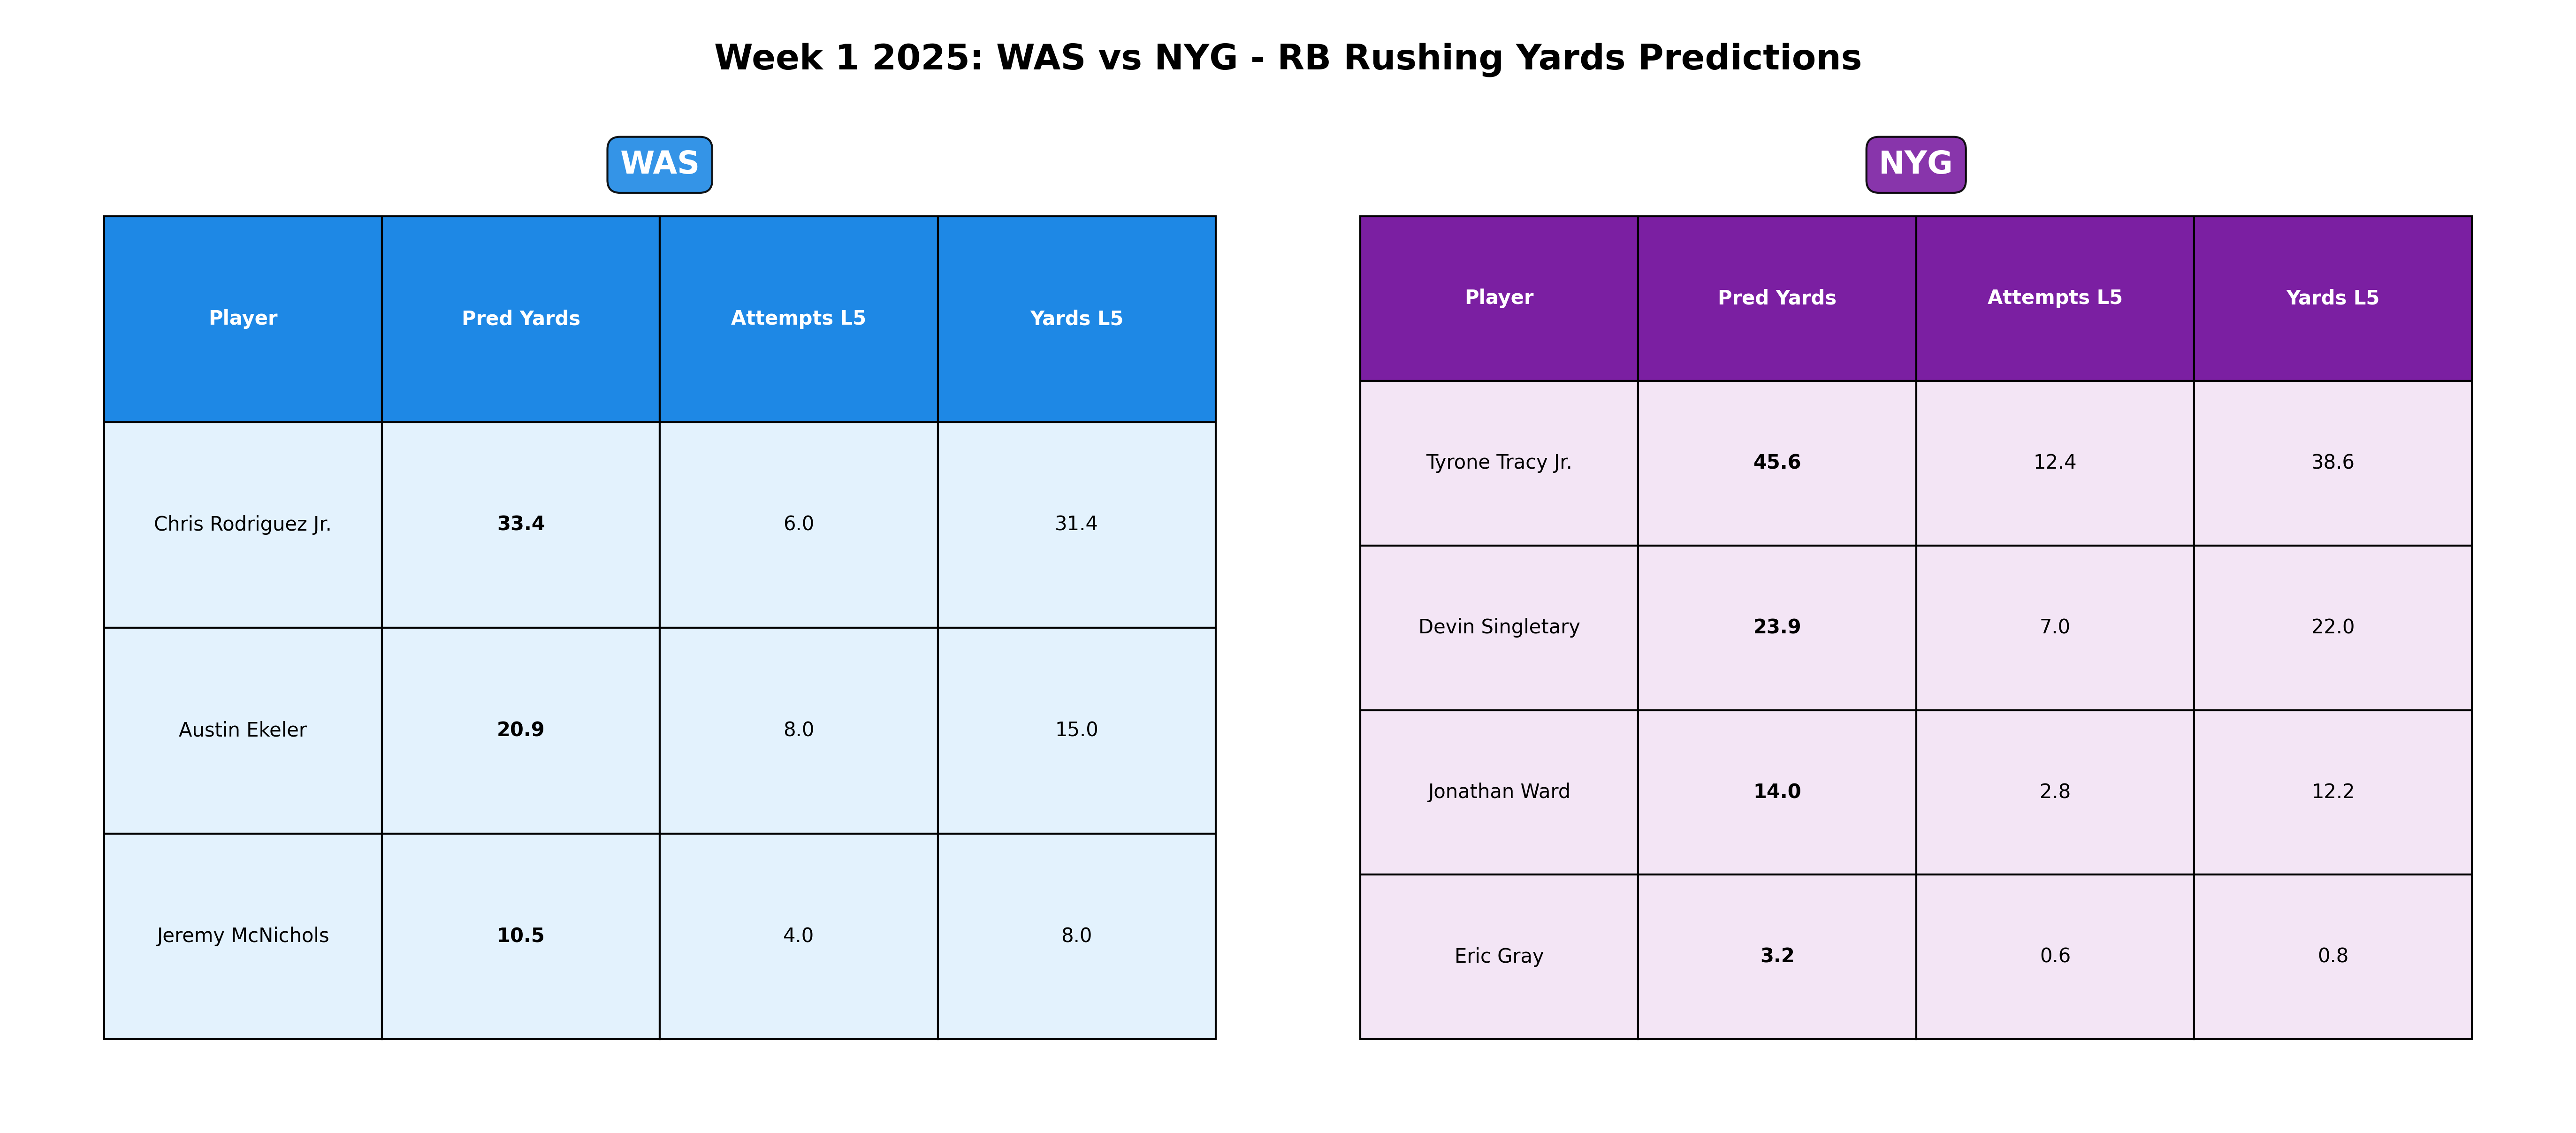 Week 1 2025: WAS vs NYG - RB Rushing Yards Predictions
WAS
Player Pred Yards Attempts L5 Yards L5
Chris Rodriguez Jr. 33.4 6.0 31.4
Austin Ekeler 20.9 8.0 15.0
Jeremy McNichols 10.5 4.0 8.0
NYG
Player Pred Yards Attempts L5 Yards L5
Tyrone Tracy Jr. 45.6 12.4 38.6
Devin Singletary 23.9 7.0 22.0
Jonathan Ward 14.0 2.8 12.2
Eric Gray 3.2 0.6 0.8